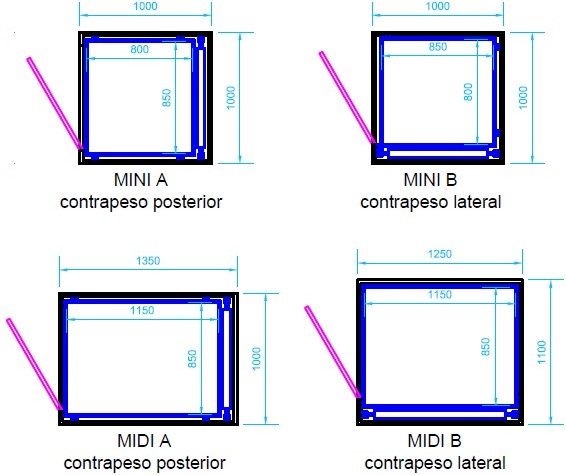 1000
1000
800
850
850
1000
800
1000
MINI A
contrapeso posterior
MINI B
contrapeso lateral
1350
1250
1150
1150
850
1000
850
1100
MIDI A
contrapeso posterior
MIDI B
contrapeso lateral